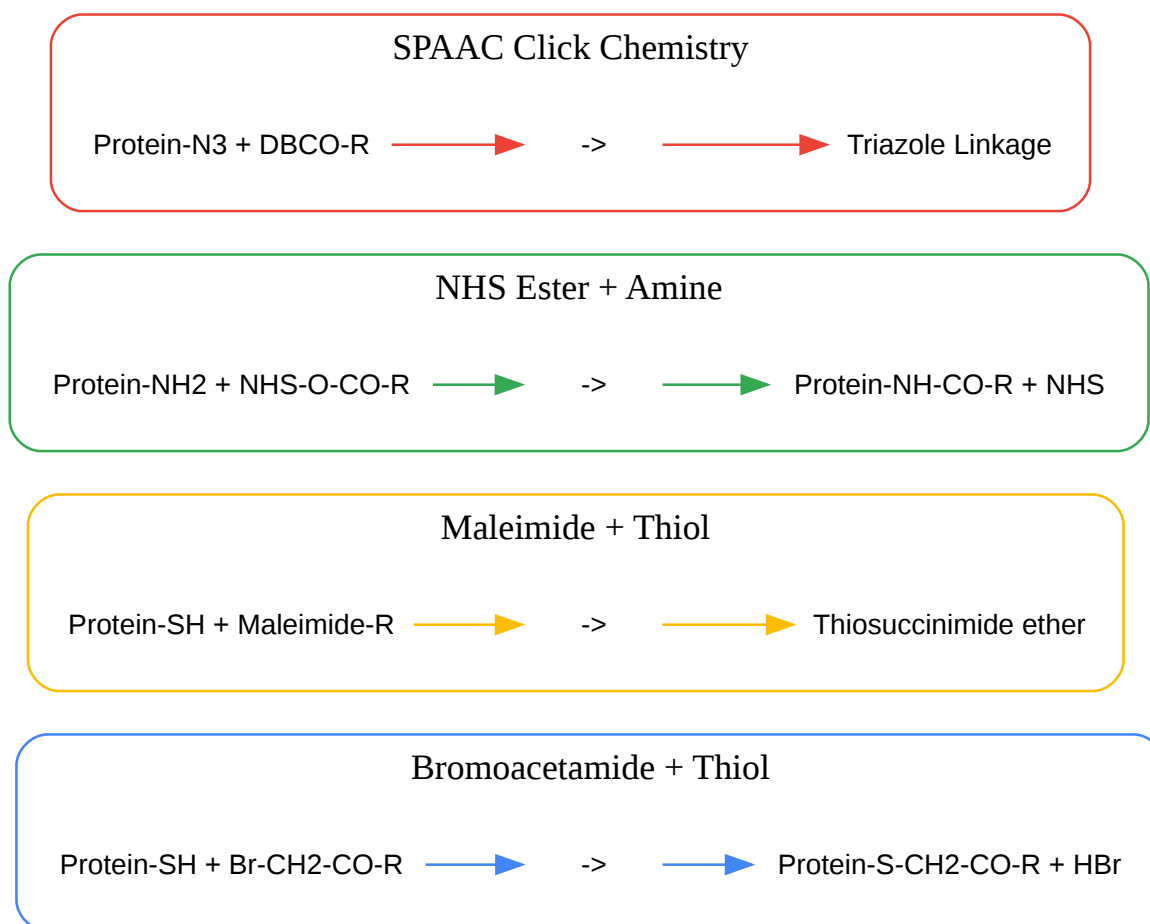 SPAAC Click Chemistry
Protein-N3 + DBCO-R -> Triazole Linkage
NHS Ester + Amine
Protein-NH2 + NHS-O-CO-R -> Protein-NH-CO-R + NHS
Maleimide + Thiol
Protein-SH + Maleimide-R -> Thiosuccinimide ether
Bromoacetamide + Thiol
Protein-SH + Br-CH2-CO-R -> Protein-S-CH2-CO-R + HBr